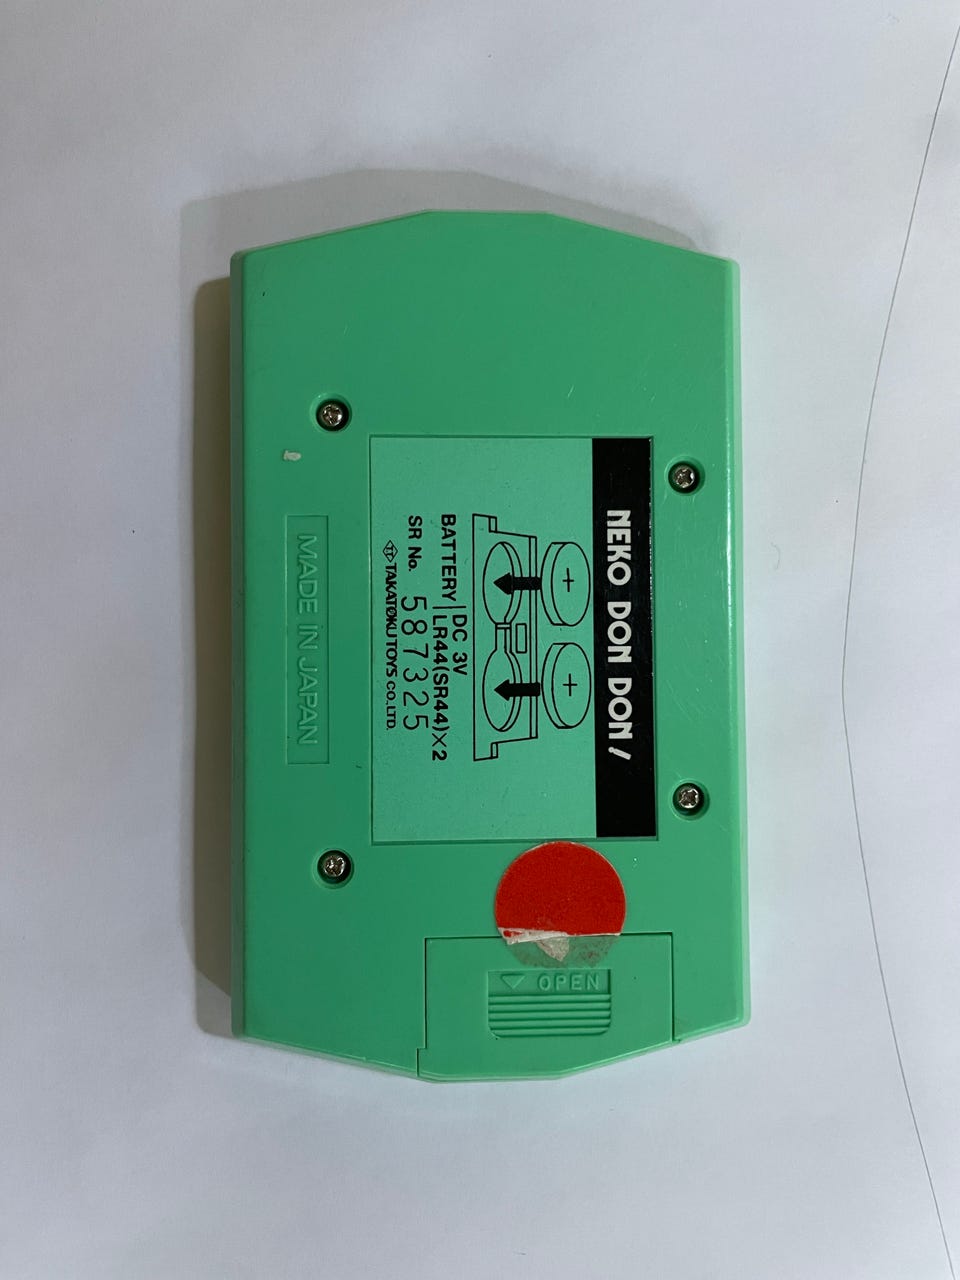 NEKO DON DON!
+ +
BATTERY DC 3V
LR44(SR44)×2
SR No. 587325
TAKATOKU TOYS CO.,LTD.
MADE IN JAPAN
OPEN